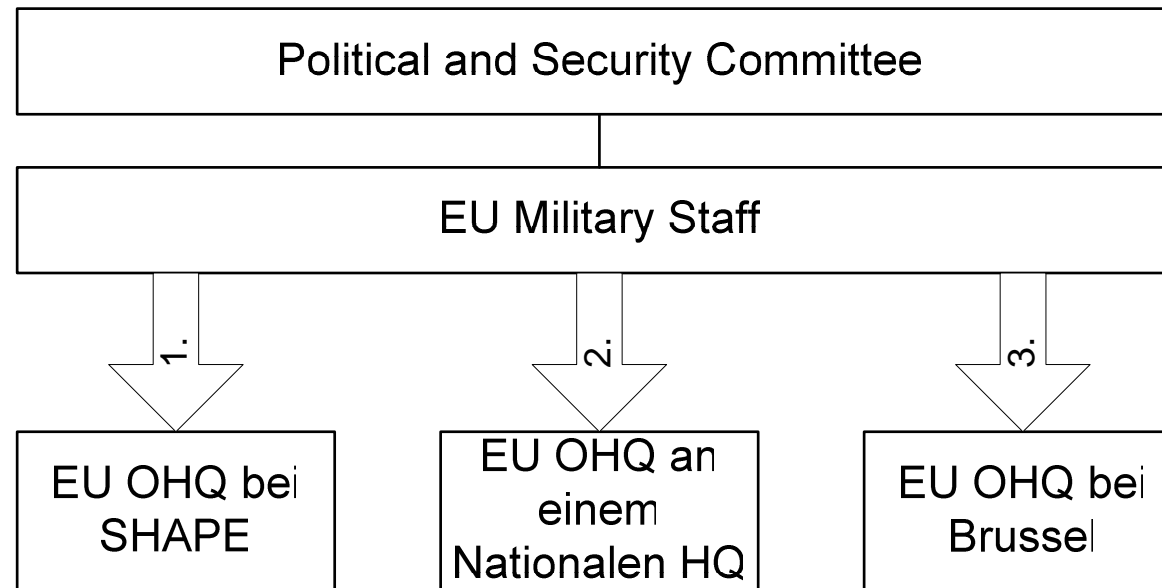 Political and Security Committee
EU Military Staff
1.
2.
3.
EU OHQ bei
SHAPE
EU OHQ an
einem
Nationalen HQ
EU OHQ bei
Brussel